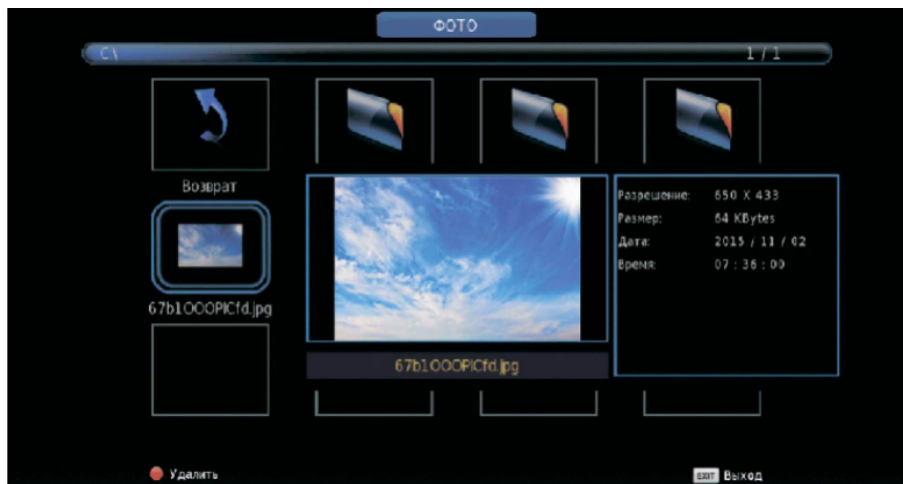 ФОТО
C\ 1 / 1
Возврат
67b1OOOPICfd.jpg
67b1OOOPICfd.jpg
Разрешение: 650 X 433
Размер: 64 KBytes
Дата: 2015 / 11 / 02
Время: 07 : 36 : 00
Удалить
EXIT Выход